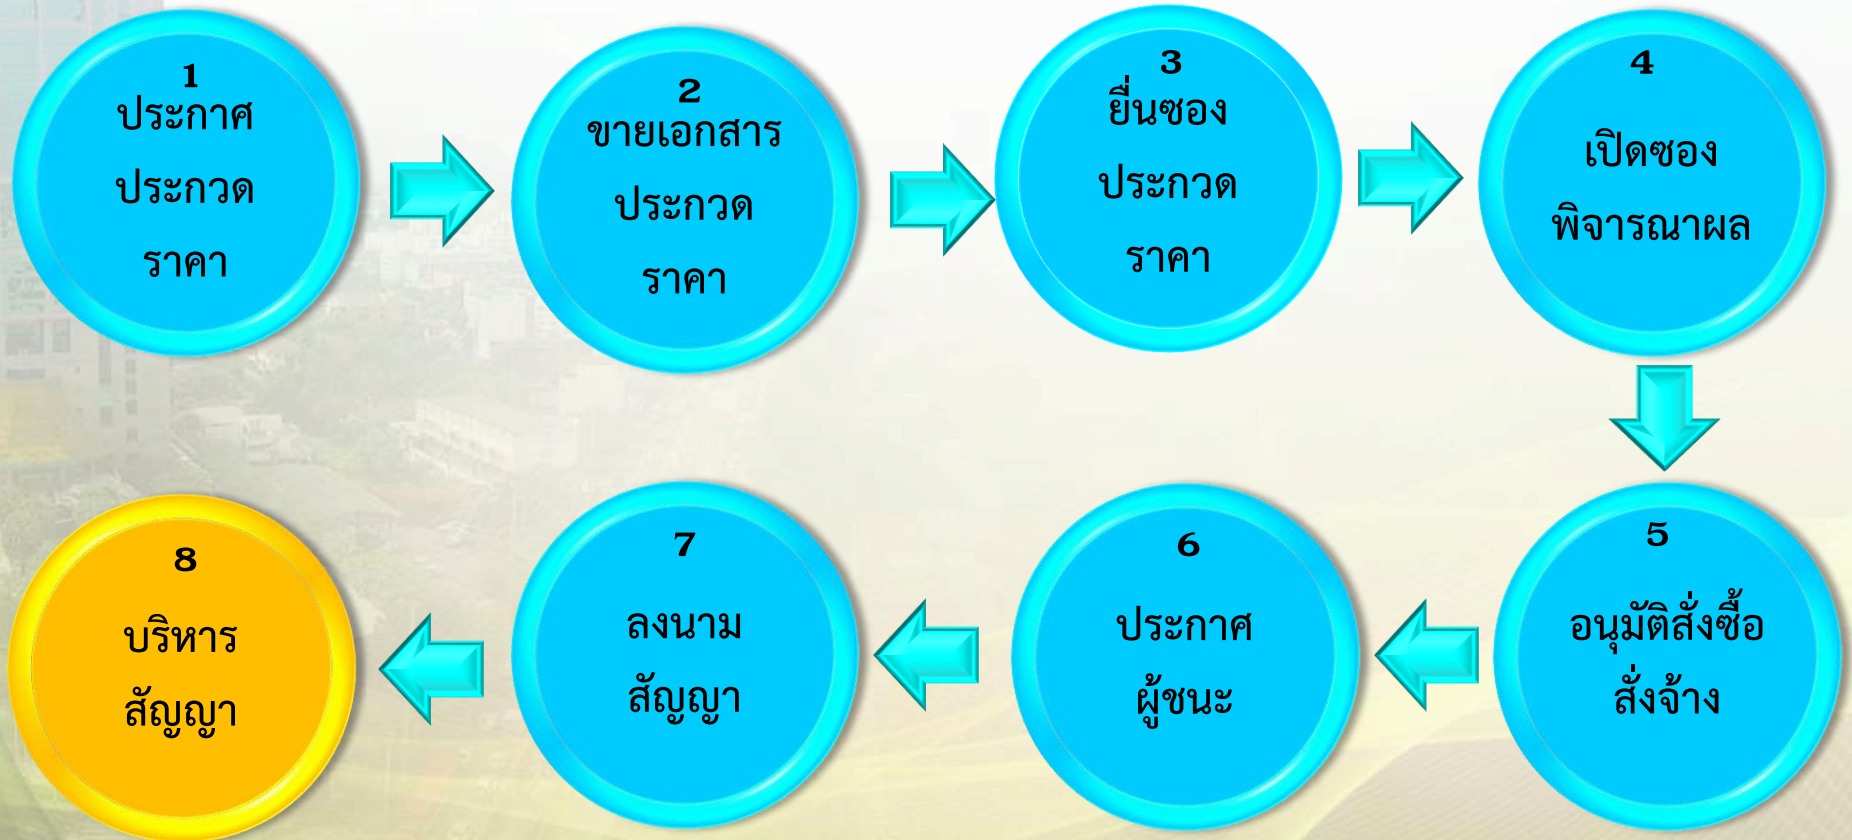 1
ประกาศ
ประกวด
ราคา
2
ขายเอกสาร
ประกวด
ราคา
3
ยื่นซอง
ประกวด
ราคา
4
เปิดซอง
พิจารณาผล
5
อนุมัติสั่งซื้อ
สั่งจ้าง
6
ประกาศ
ผู้ชนะ
7
ลงนาม
สัญญา
8
บริหาร
สัญญา